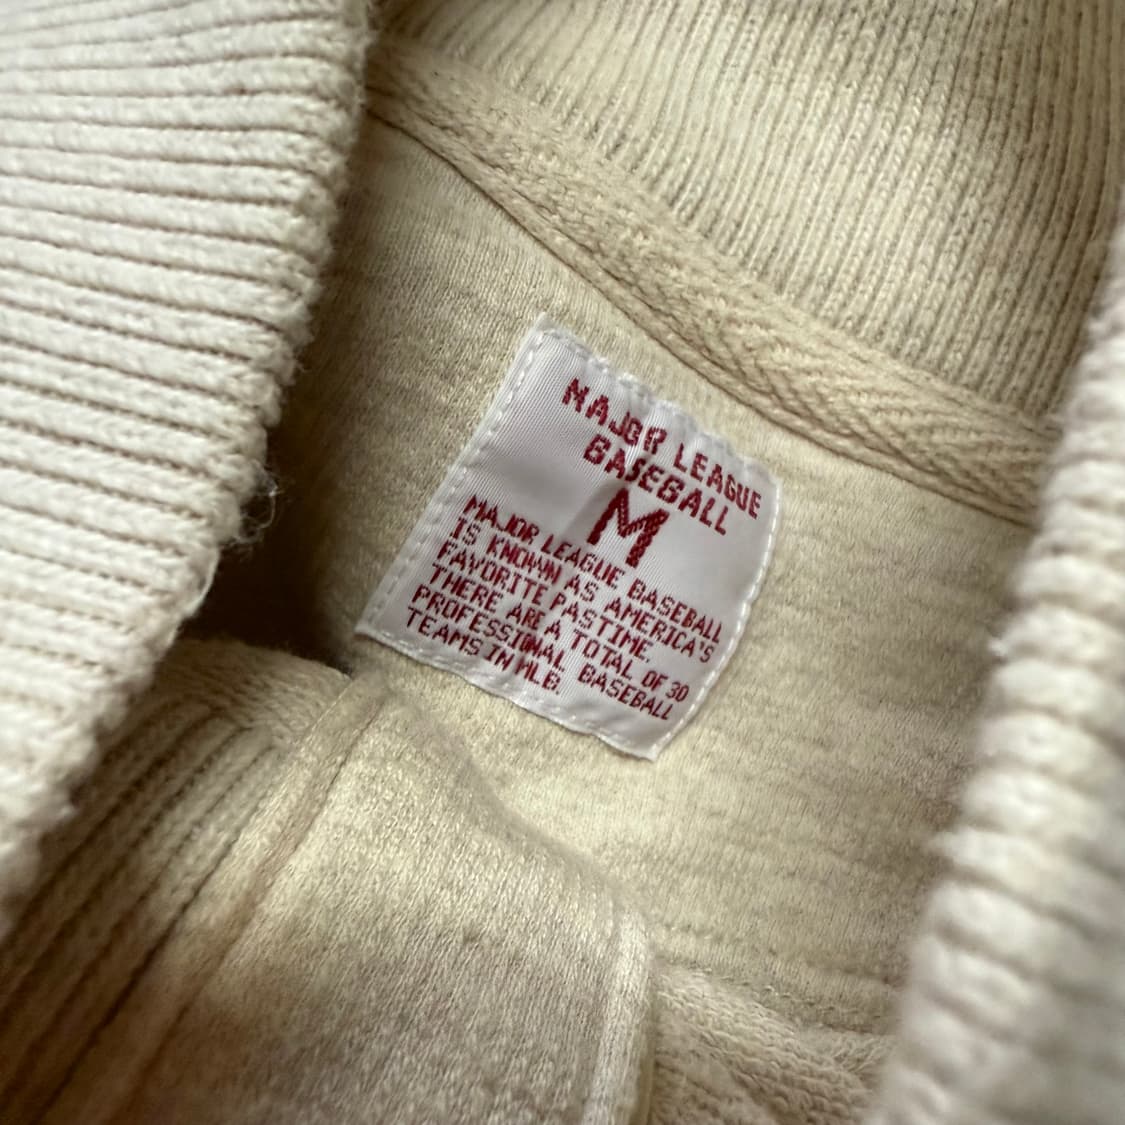 MAJOR LEAGUE
BASEBALL
M
MAJOR LEAGUE BASEBALL
IS KNOWN AS AMERICA'S
FAVORITE PASTIME.
THERE ARE A TOTAL OF 30
PROFESSIONAL BASEBALL
TEAMS IN MLB.